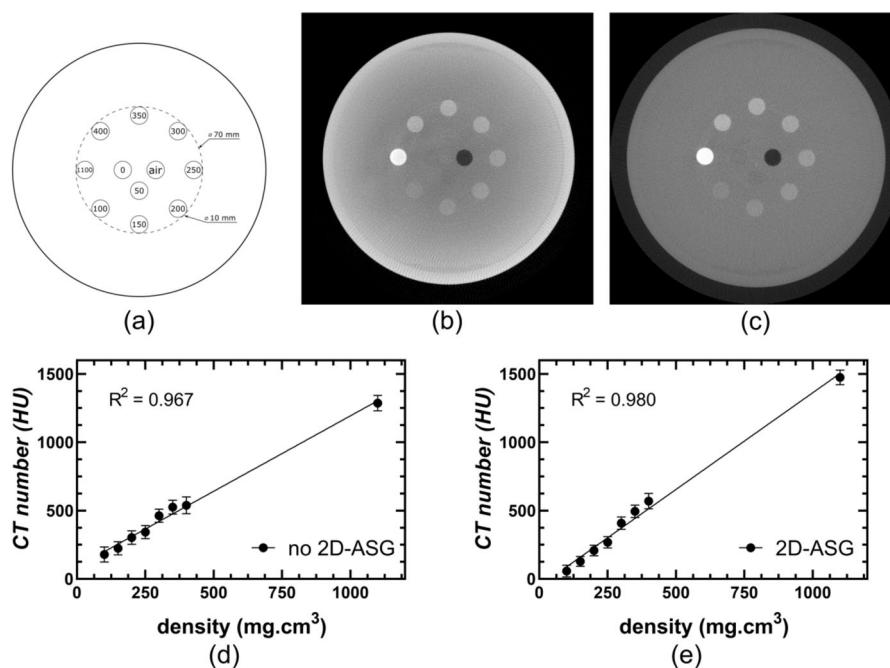 350
400
300
⌀70 mm
1100
0
air
250
50
100
200
⌀10 mm
150
(a)
(b)
(c)
1500
R² = 0.967
1000
CT number (HU)
500
no 2D-ASG
0
0 250 500 750 1000
density (mg.cm³)
(d)
1500
R² = 0.980
1000
CT number (HU)
500
2D-ASG
0
0 250 500 750 1000
density (mg.cm³)
(e)